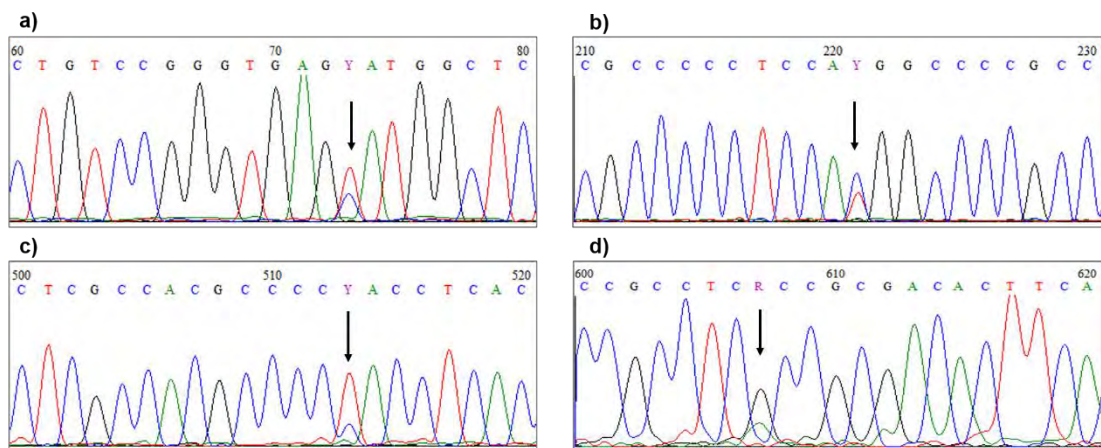 a)
60 70 80
C T G T C C G G G T G A G Y A T G G C T C
b)
210 220 230
C G C C C C C T C C A Y G G C C C C G C C
c)
500 510 520
C T C G C C A C G C C C C Y A C C T C A C
d)
600 610 620
C C G C C T C R C C G C G A C A C T T C A